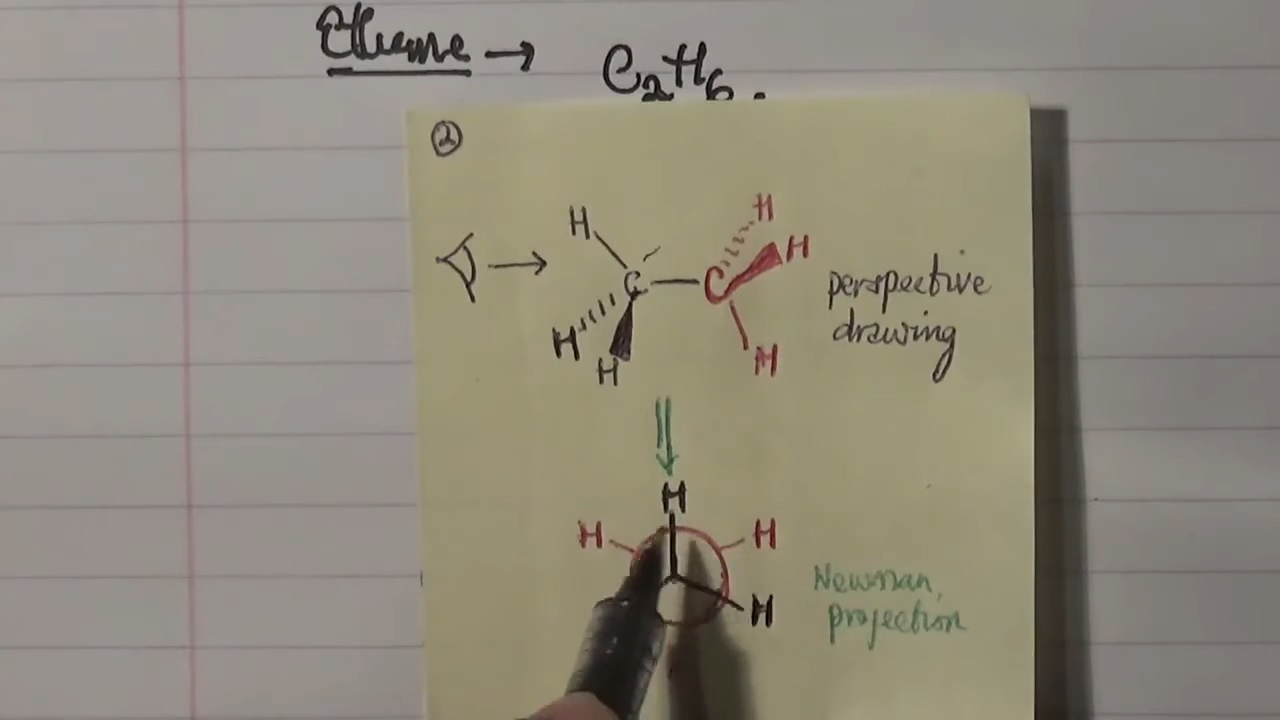 Ethane → C₂H₆.
②
H H
H
C C
H
H H
perspective
drawing
H
H H
H
Newman
projection